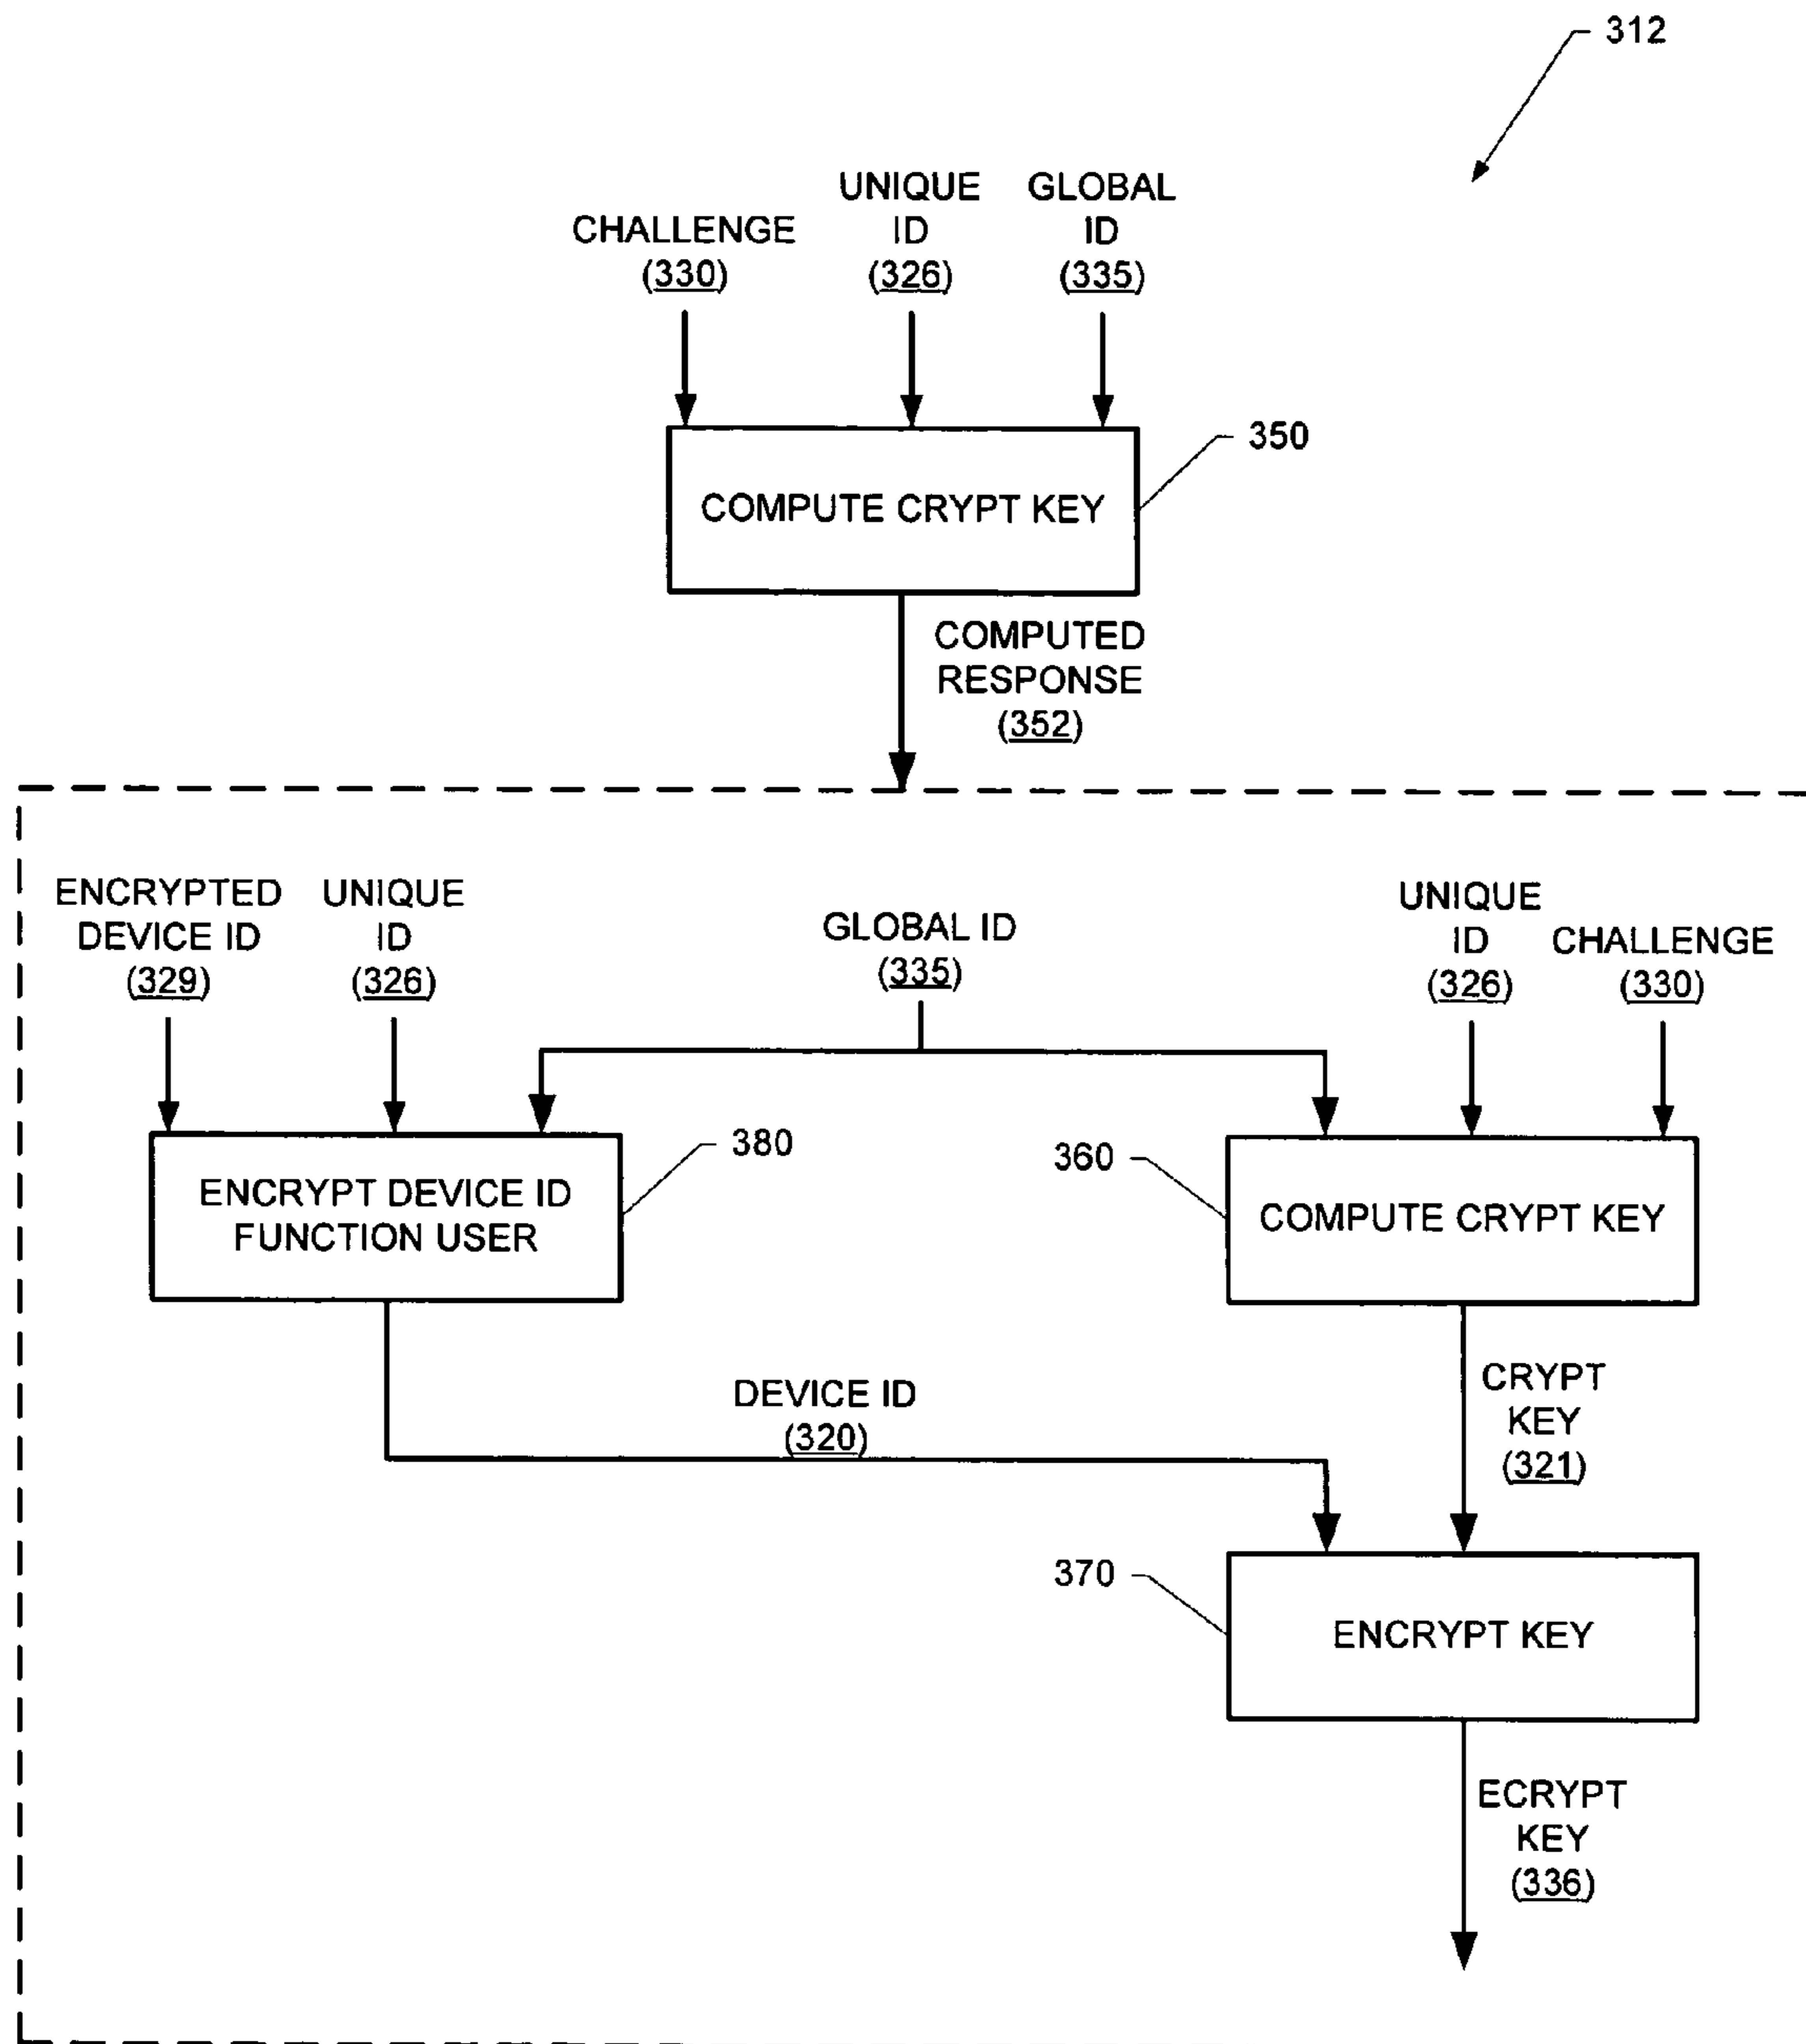 312
CHALLENGE
(330)
UNIQUE
ID
(326)
GLOBAL
ID
(335)
350
COMPUTE CRYPT KEY
COMPUTED
RESPONSE
(352)
ENCRYPTED
DEVICE ID
(329)
UNIQUE
ID
(326)
GLOBAL ID
(335)
UNIQUE
ID
(326)
CHALLENGE
(330)
380
ENCRYPT DEVICE ID
FUNCTION USER
360
COMPUTE CRYPT KEY
DEVICE ID
(320)
CRYPT
KEY
(321)
370
ENCRYPT KEY
ECRYPT
KEY
(336)